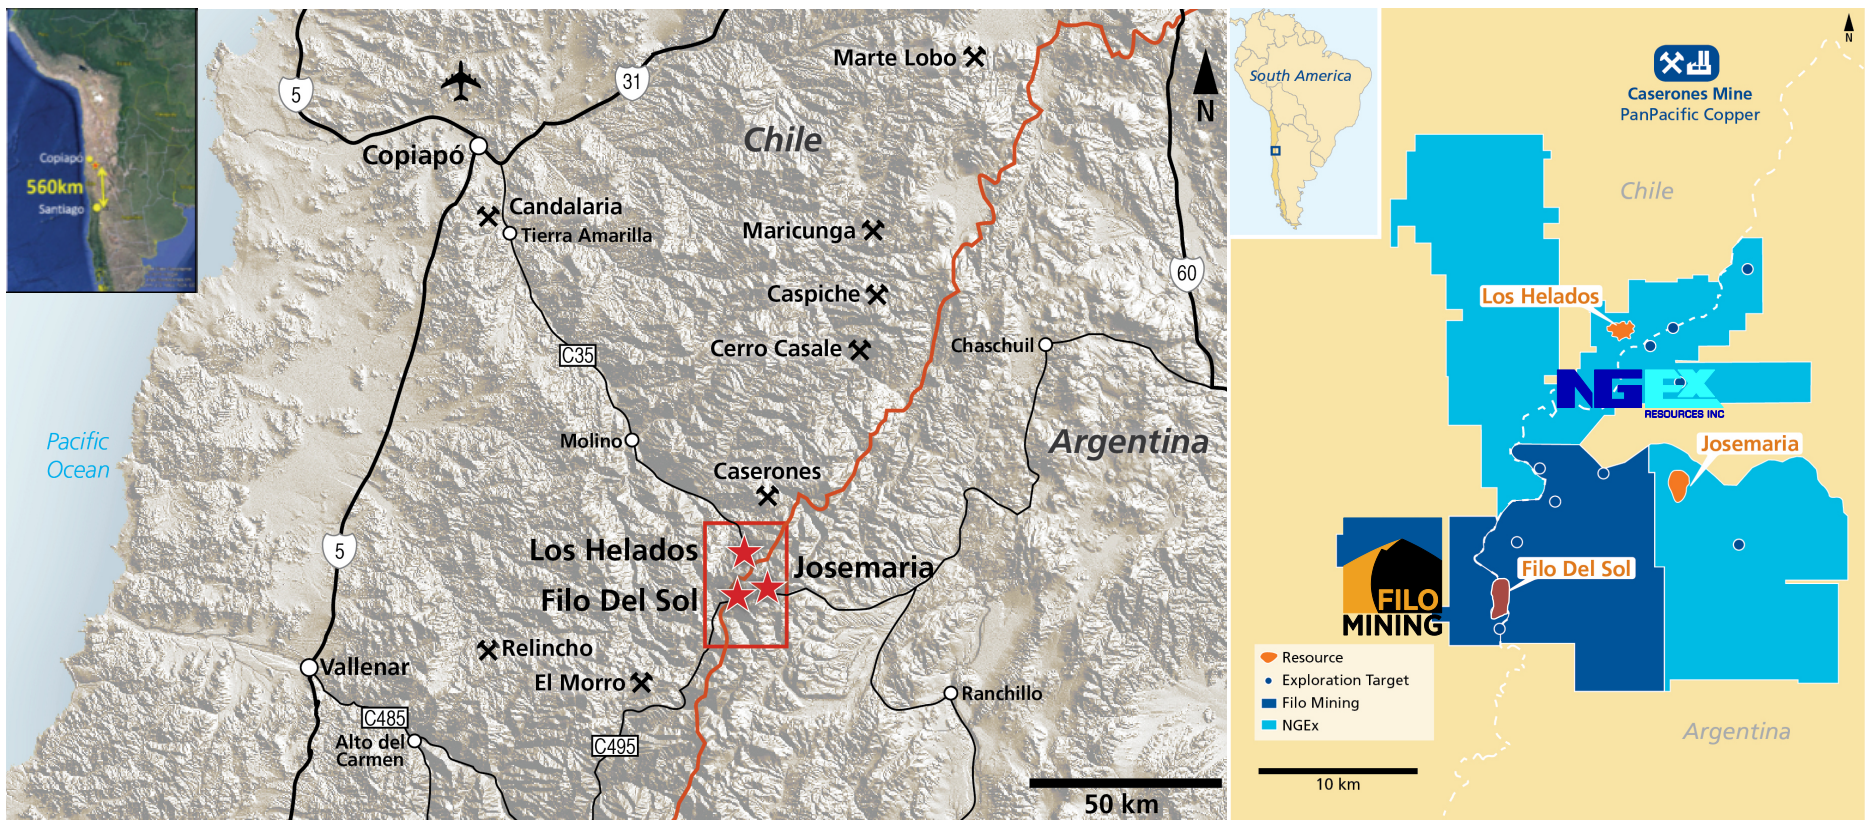 Copiapó
560km
Santiago
5
31
Marte Lobo
N
Chile
Copiapó
Candalaria
Tierra Amarilla
Maricunga
60
Caspiche
Cerro Casale
Chaschuil
C35
Pacific
Ocean
Molino
Argentina
Caserones
5
Los Helados
Josemaria
Filo Del Sol
Relincho
El Morro
Vallenar
Ranchillo
C485
Alto del
Carmen
C495
50 km
South America
N
Caserones Mine
PanPacific Copper
Chile
Los Helados
NGEX
RESOURCES INC
Josemaria
Filo Del Sol
FILO
MINING
Resource
Exploration Target
Filo Mining
NGEx
Argentina
10 km